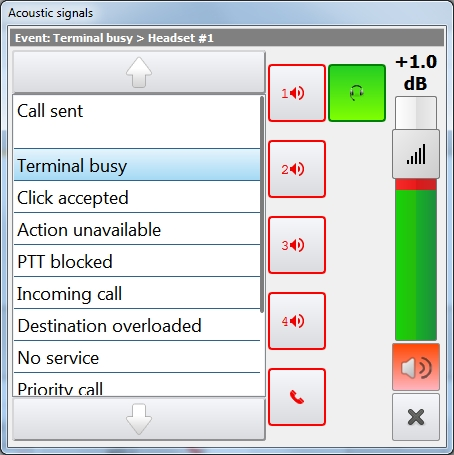 Acoustic signals
Event: Terminal busy > Headset #1
+1.0
dB
Call sent
Terminal busy
Click accepted
Action unavailable
PTT blocked
Incoming call
Destination overloaded
No service
Priority call
1
2
3
4